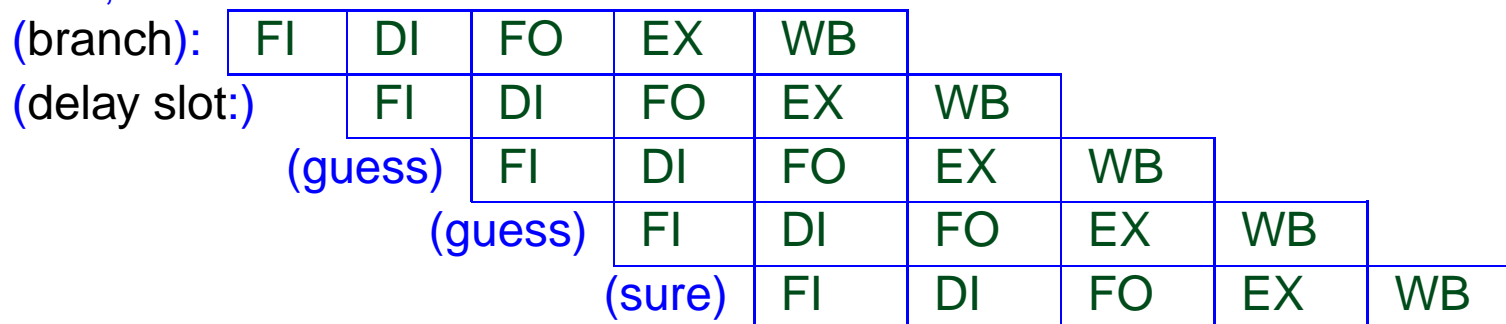 (branch): FI DI FO EX WB
(delay slot:) FI DI FO EX WB
(guess) FI DI FO EX WB
(guess) FI DI FO EX WB
(sure) FI DI FO EX WB